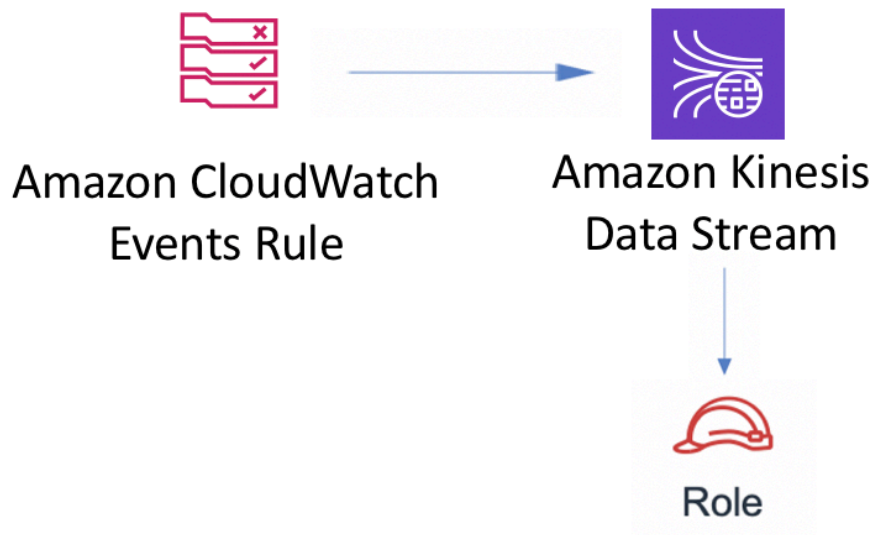 Amazon CloudWatch
Events Rule
Amazon Kinesis
Data Stream
Role